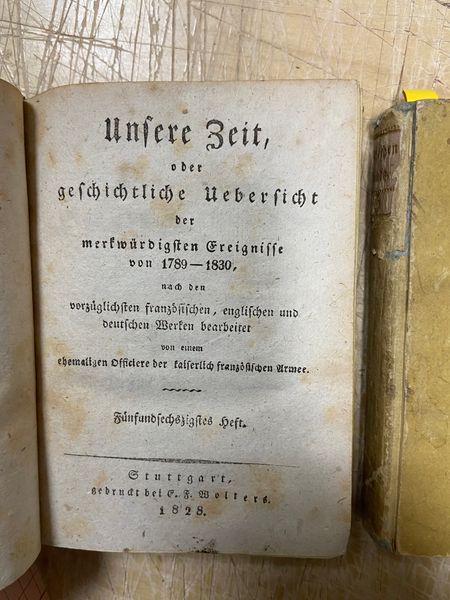 Unsere Zeit,
oder
geschichtliche Uebersicht
der
merkwürdigsten Ereignisse
von 1789—1830,
nach den
vorzüglichsten französischen, englischen und
deutschen Werken bearbeitet
von einem
ehemaligen Officiere der kaiserlich französischen Armee.
Fünfundsechszigstes Heft.
Stuttgart,
gedruckt bei C. F. Wolters.
1828.